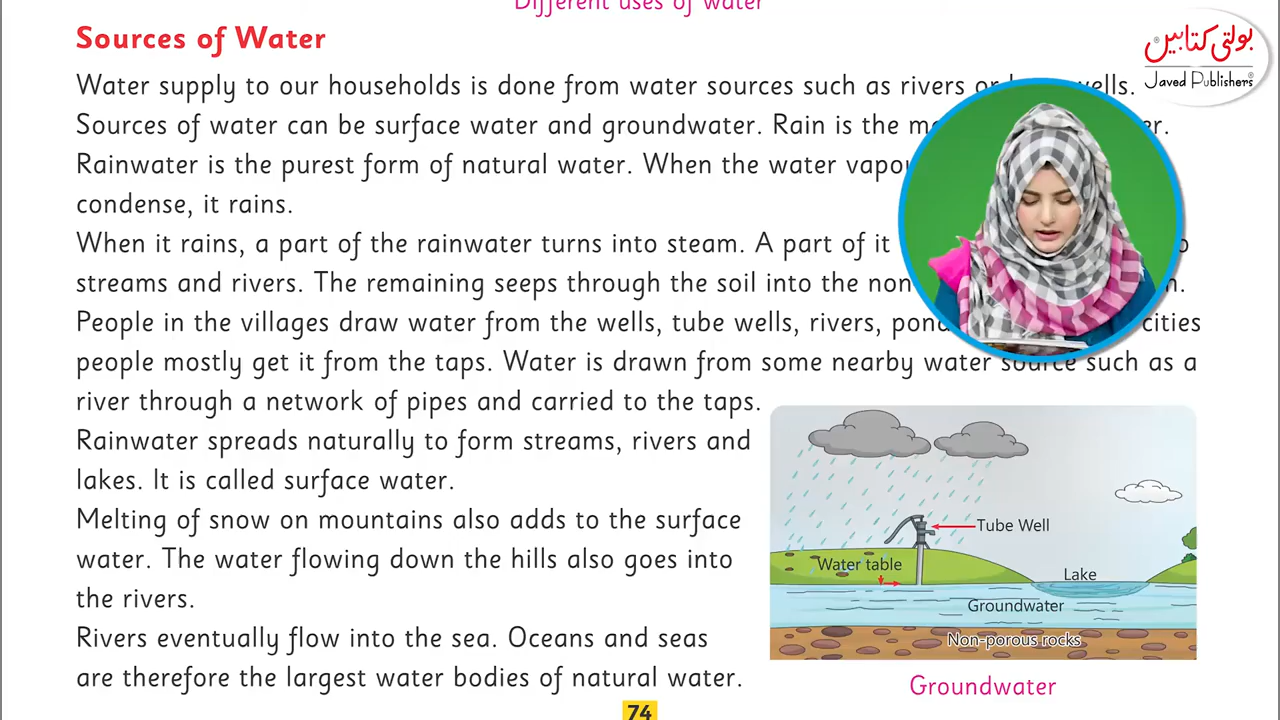 Different uses of water
Sources of Water
بولتی کتابیں
Javed Publishers
Water supply to our households is done from water sources such as rivers or wells.
Sources of water can be surface water and groundwater. Rain is the
Rainwater is the purest form of natural water. When the water
condense, it rains.
When it rains, a part of the rainwater turns into steam. A part of it
streams and rivers. The remaining seeps through the soil into the
People in the villages draw water from the wells, tube wells, rivers, cities
people mostly get it from the taps. Water is drawn from some nearby water source such as a
river through a network of pipes and carried to the taps.
Rainwater spreads naturally to form streams, rivers and
lakes. It is called surface water.
Melting of snow on mountains also adds to the surface
water. The water flowing down the hills also goes into
the rivers.
Rivers eventually flow into the sea. Oceans and seas
are therefore the largest water bodies of natural water.
Tube Well
Water table
Lake
Groundwater
Non-porous rocks
Groundwater
74